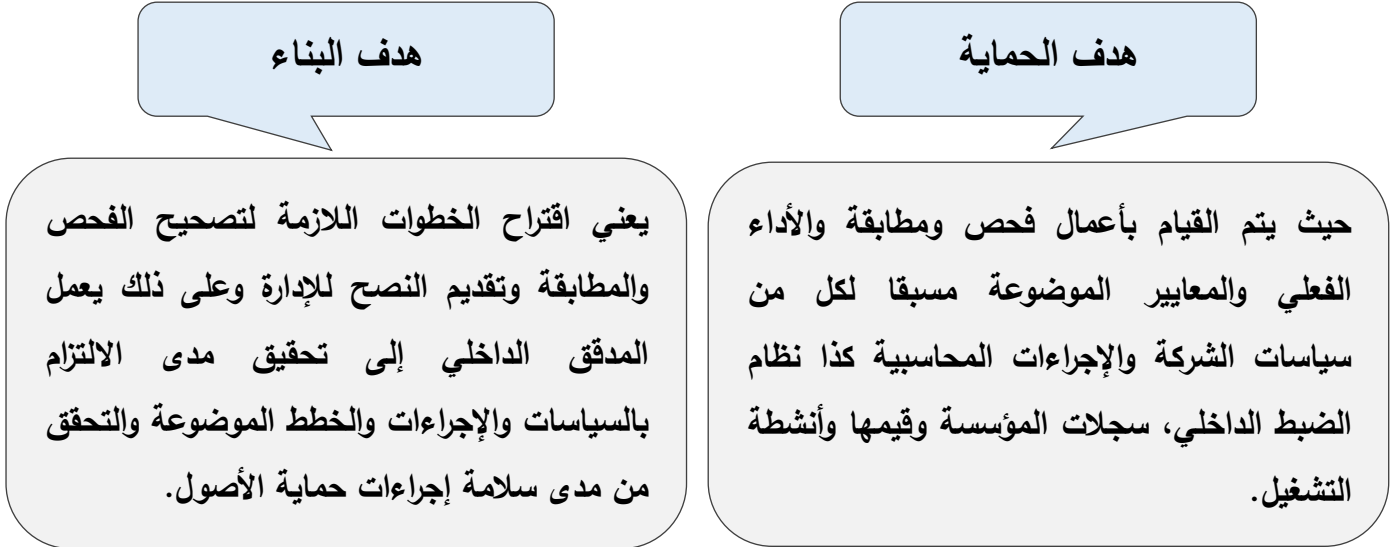 هدف الحماية
حيث يتم القيام بأعمال فحص ومطابقة والأداء
الفعلي والمعايير الموضوعة مسبقا لكل من
سياسات الشركة والإجراءات المحاسبية كذا نظام
الضبط الداخلي، سجلات المؤسسة وقيمها وأنشطة
التشغيل.
هدف البناء
يعني اقتراح الخطوات اللازمة لتصحيح الفحص
والمطابقة وتقديم النصح للإدارة وعلى ذلك يعمل
المدقق الداخلي إلى تحقيق مدى الالتزام
بالسياسات والإجراءات والخطط الموضوعة والتحقق
من مدى سلامة إجراءات حماية الأصول.